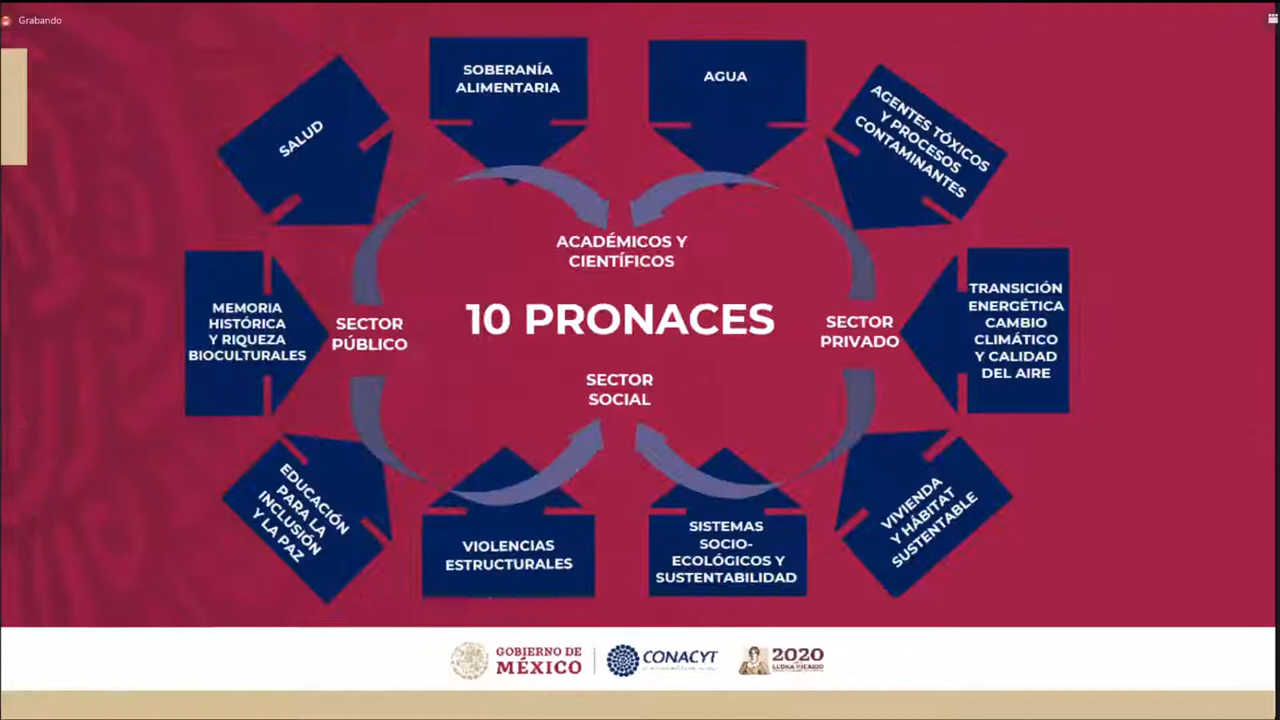 Grabando
SOBERANÍA
ALIMENTARIA
AGUA
SALUD
AGENTES TÓXICOS
Y PROCESOS
CONTAMINANTES
ACADÉMICOS Y
CIENTÍFICOS
MEMORIA
HISTÓRICA
Y RIQUEZA
BIOCULTURALES
SECTOR
PÚBLICO
10 PRONACES
SECTOR
PRIVADO
TRANSICIÓN
ENERGÉTICA
CAMBIO
CLIMÁTICO
Y CALIDAD
DEL AIRE
SECTOR
SOCIAL
EDUCACIÓN
PARA LA
INCLUSIÓN
Y LA PAZ
VIOLENCIAS
ESTRUCTURALES
SISTEMAS
SOCIO-
ECOLÓGICOS Y
SUSTENTABILIDAD
VIVIENDA
Y HÁBITAT
SUSTENTABLE
GOBIERNO DE
MÉXICO
CONACYT
2020
LEONA VICARIO